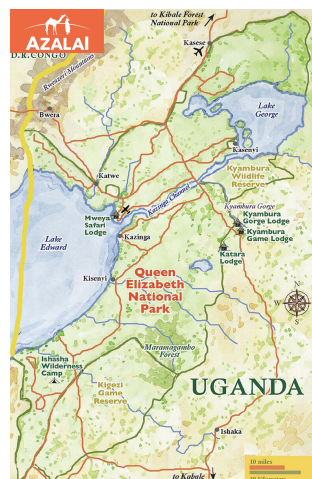 to Kibale Forest
National Park
AZALAI
D.R.CONGO
Kasese
Rwenzori Mountains
Lake
George
Bwera
Kasenyi
Kyambura
Wildlife
Reserve
Katwe
Kazinga Channel
Kyambura Gorge
Kyambura
Gorge Lodge
Mweya
Safari
Lodge
Kyambura
Game Lodge
Kazinga
Lake
Edward
Katara
Lodge
Queen
Elizabeth
National
Park
Kisenyi
N
W
E
S
Maramagambo
Forest
Ishasha
Wilderness
Camp
UGANDA
Kigezi
Game
Reserve
Ishaka
10 miles
10 kilometers
to Kabale